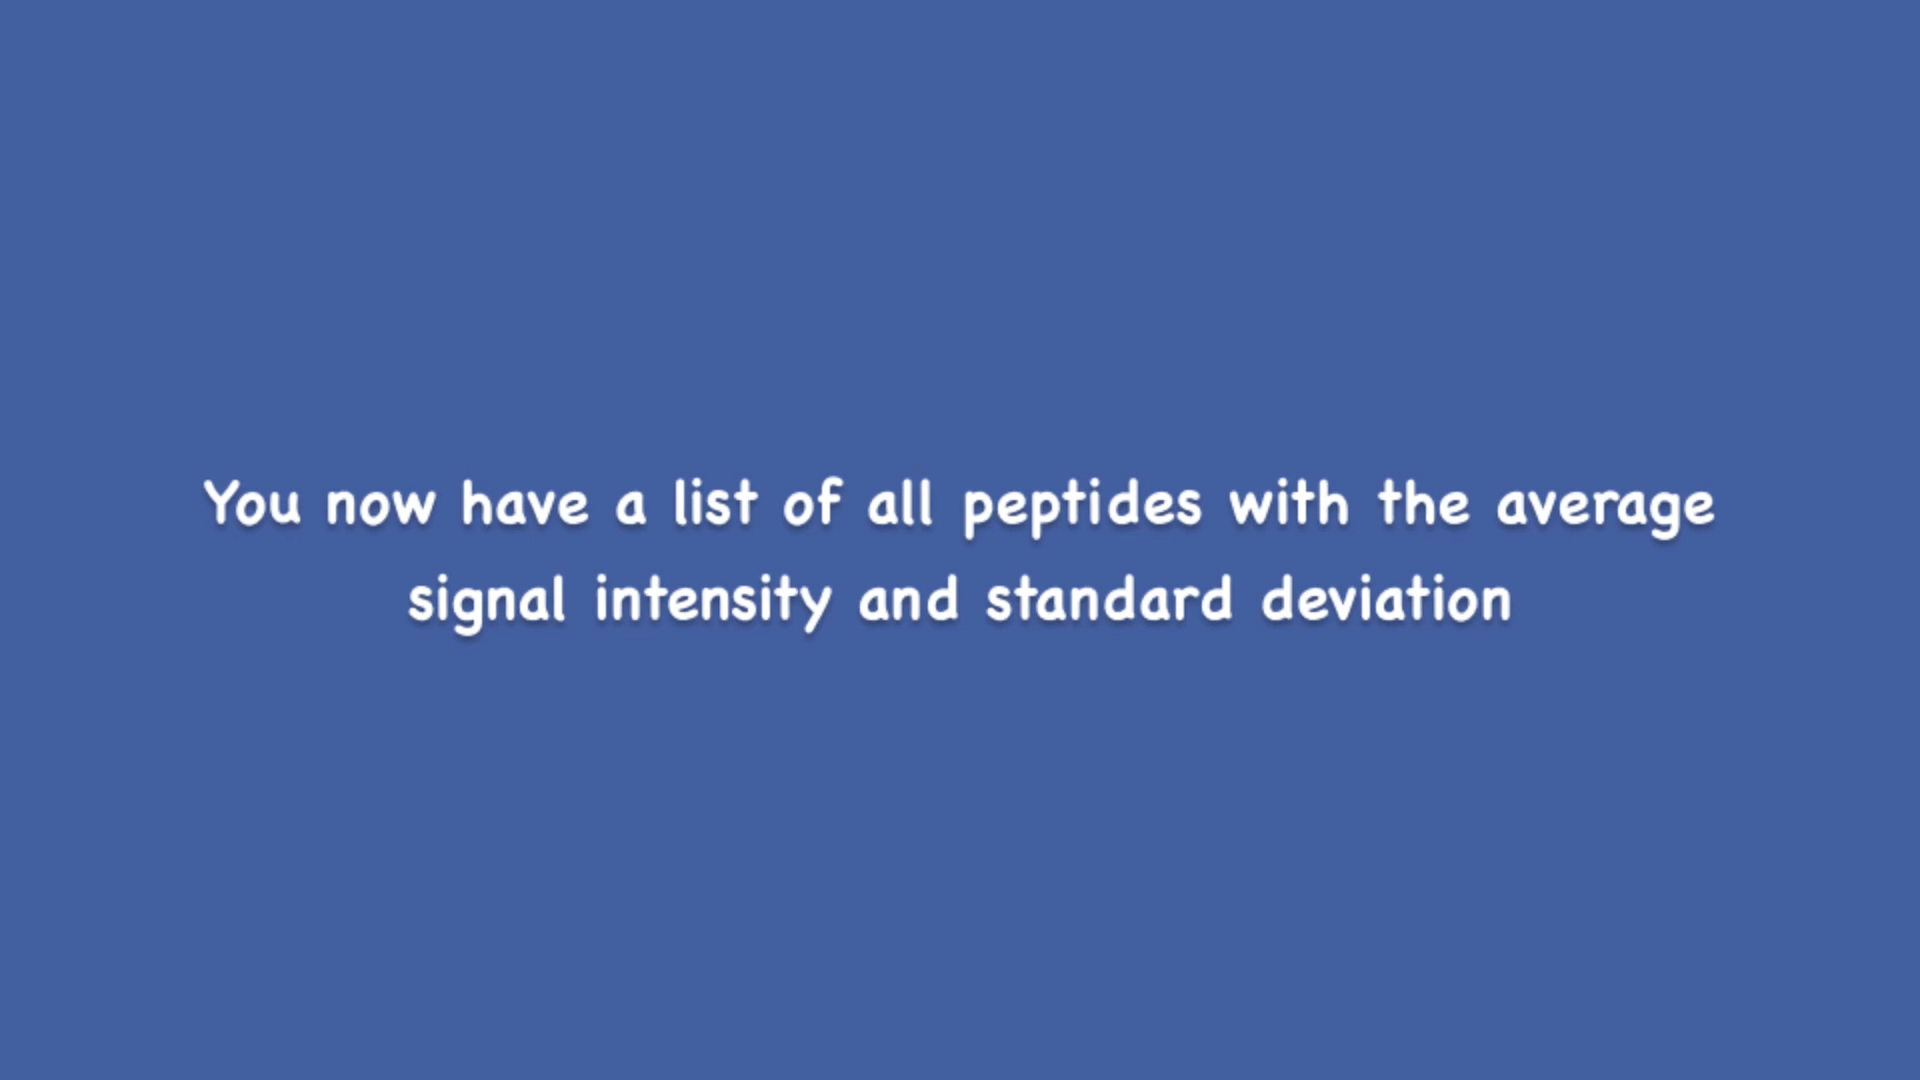 You now have a list of all peptides with the average
signal intensity and standard deviation